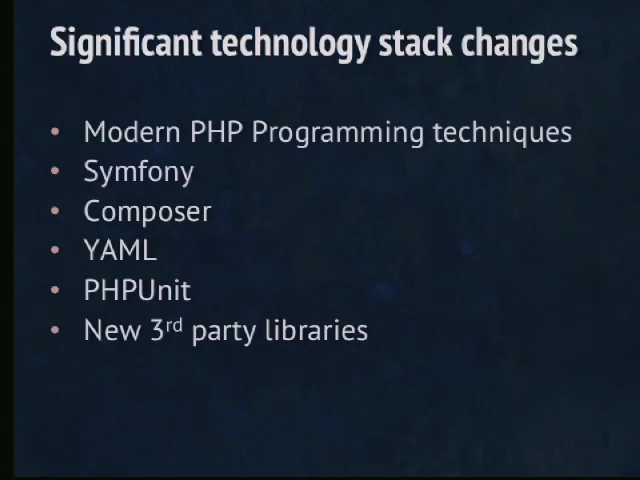 Significant technology stack changes
• Modern PHP Programming techniques
• Symfony
• Composer
• YAML
• PHPUnit
• New 3rd party libraries